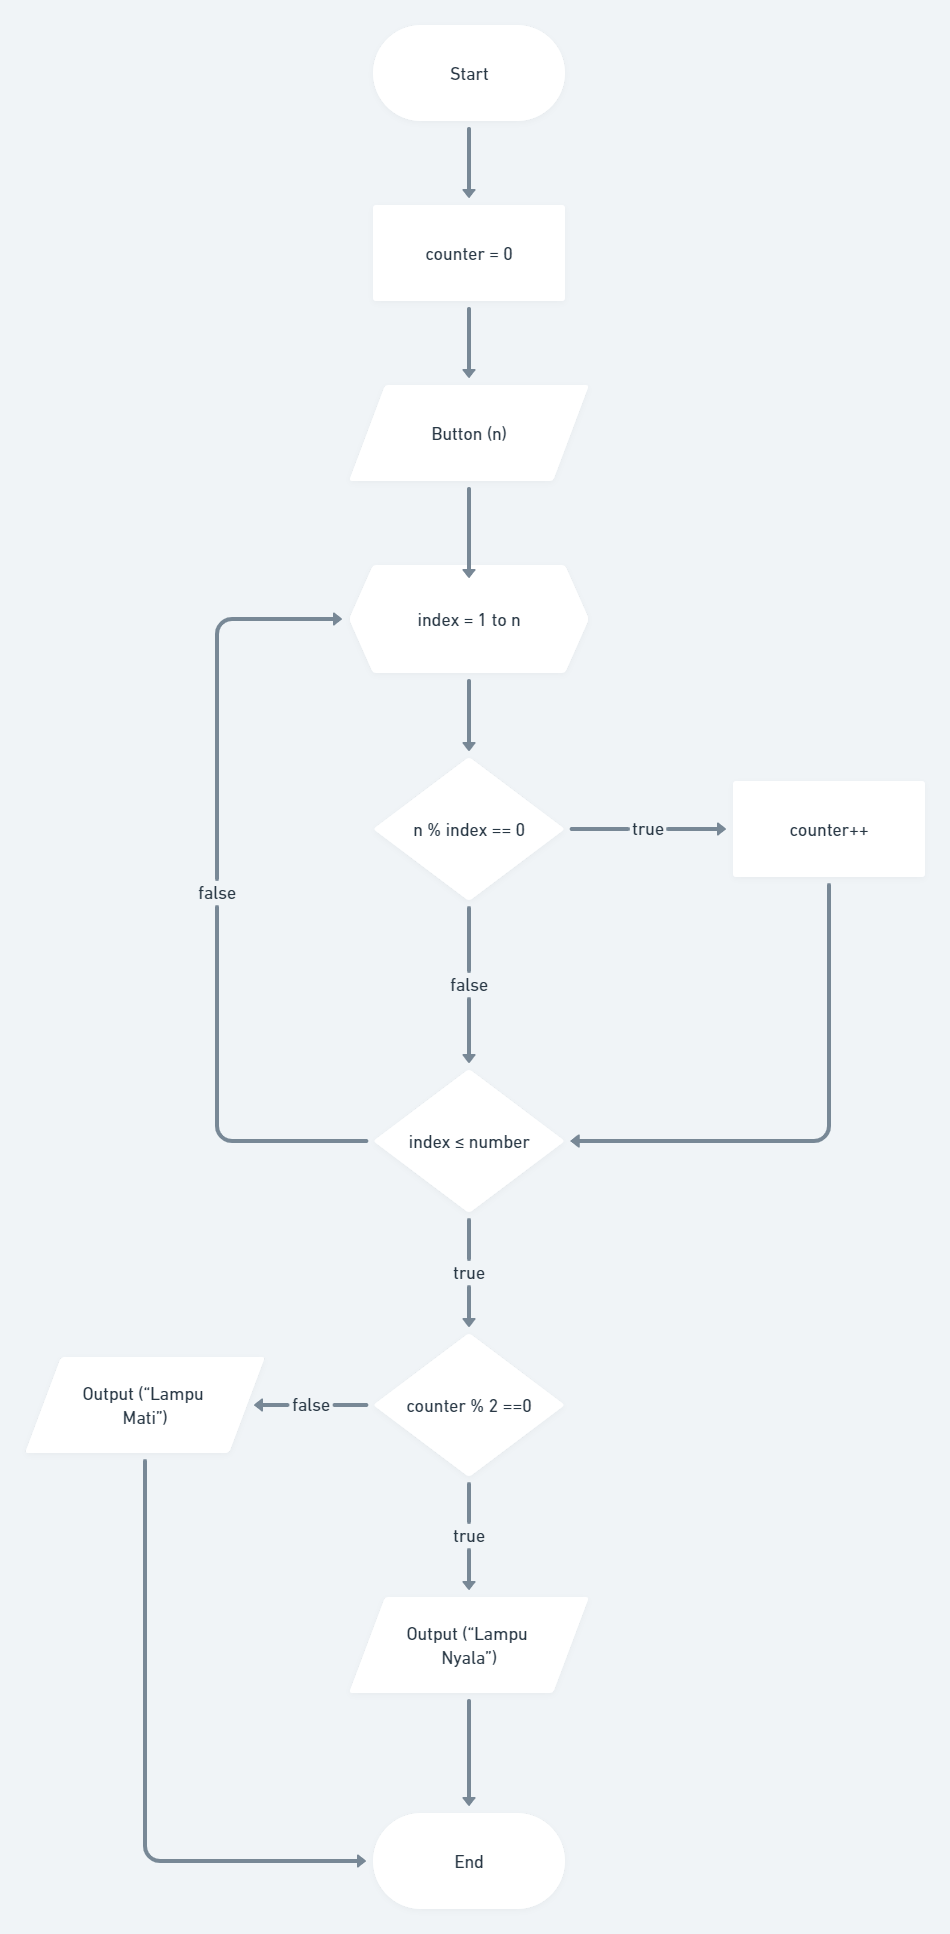 Start
counter = 0
Button (n)
index = 1 to n
n % index == 0
true
counter++
false
false
index ≤ number
true
Output (“Lampu
Mati”)
false
counter % 2 ==0
true
Output (“Lampu
Nyala”)
End